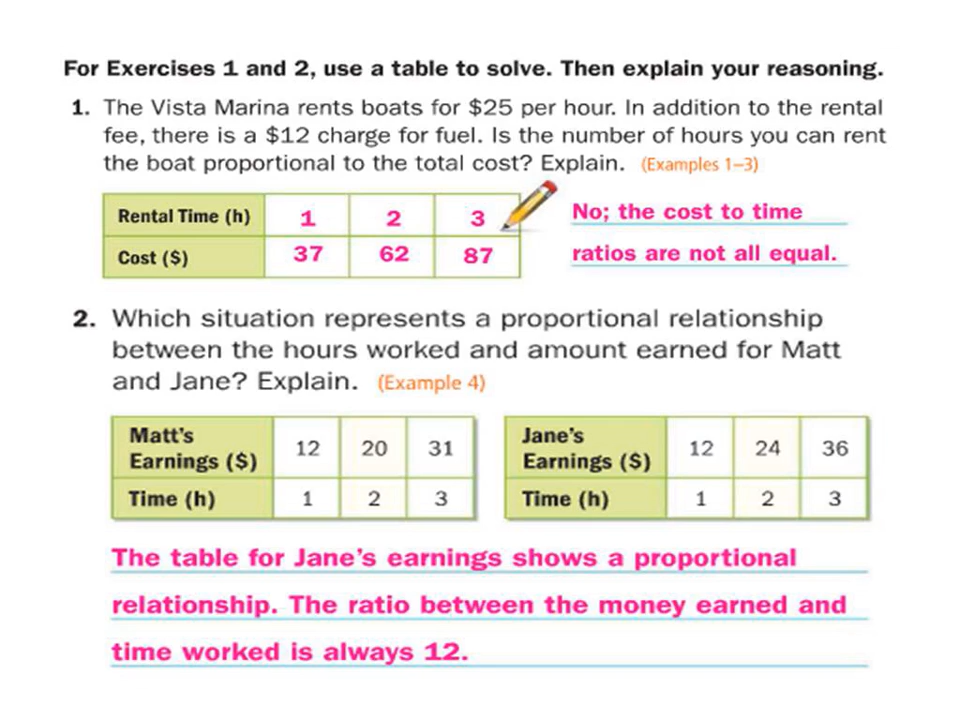 For Exercises 1 and 2, use a table to solve. Then explain your reasoning.
1. The Vista Marina rents boats for $25 per hour. In addition to the rental
fee, there is a $12 charge for fuel. Is the number of hours you can rent
the boat proportional to the total cost? Explain. (Examples 1–3)
Rental Time (h) 1 2 3
Cost ($) 37 62 87
No; the cost to time
ratios are not all equal.
2. Which situation represents a proportional relationship
between the hours worked and amount earned for Matt
and Jane? Explain. (Example 4)
Matt's
Earnings ($) 12 20 31
Time (h) 1 2 3
Jane's
Earnings ($) 12 24 36
Time (h) 1 2 3
The table for Jane's earnings shows a proportional
relationship. The ratio between the money earned and
time worked is always 12.